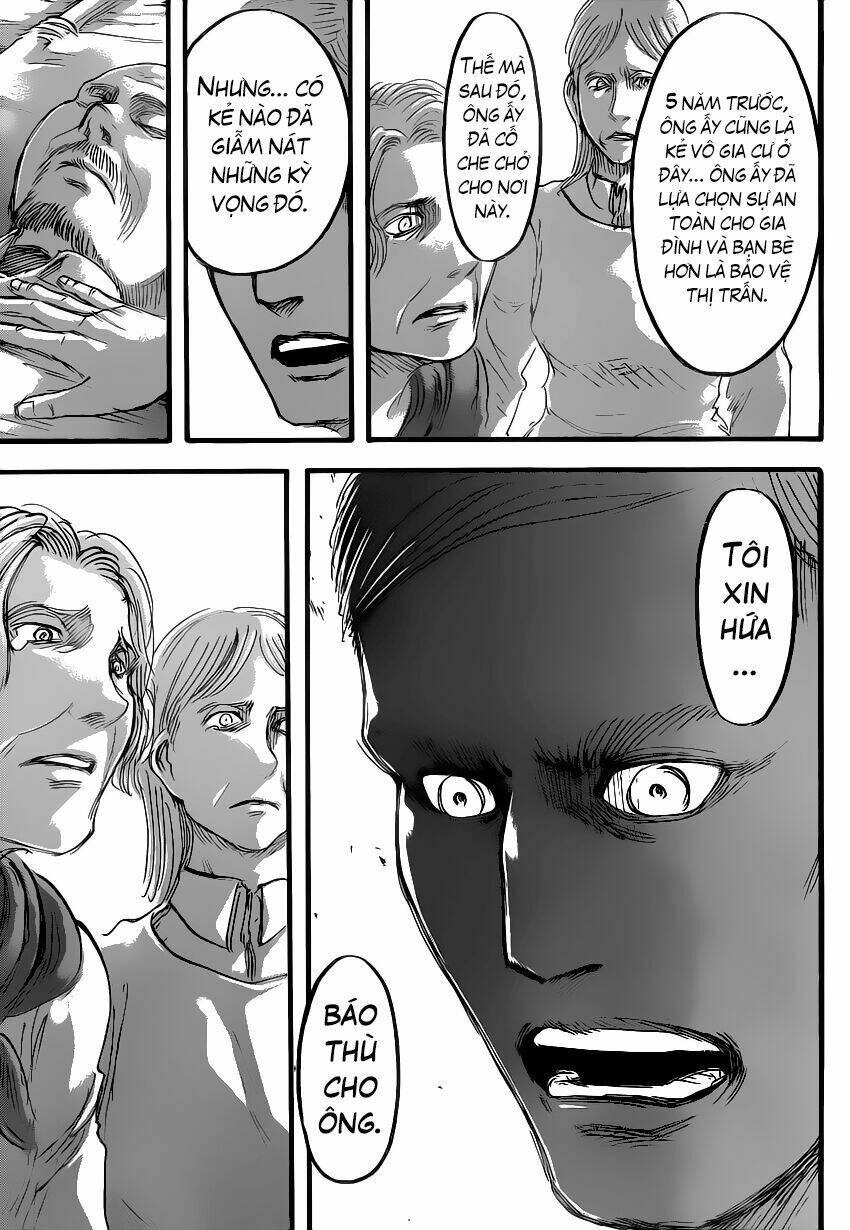 5 NĂM TRƯỚC,
ÔNG ẤY CŨNG LÀ
KẺ VÔ GIA CƯ Ở
ĐÂY... ÔNG ẤY ĐÃ
LỰA CHỌN SỰ AN
TOÀN CHO GIA
ĐÌNH VÀ BẠN BÈ
HƠN LÀ BẢO VỆ
THỊ TRẤN.
THẾ MÀ
SAU ĐÓ,
ÔNG ẤY
ĐÃ CỐ
CHE CHỞ
CHO NƠI
NÀY.
NHƯNG... CÓ
KẺ NÀO ĐÃ
GIẪM NÁT
NHỮNG KỲ
VỌNG ĐÓ.
TÔI
XIN
HỨA
...
BÁO
THÙ
CHO
ÔNG.